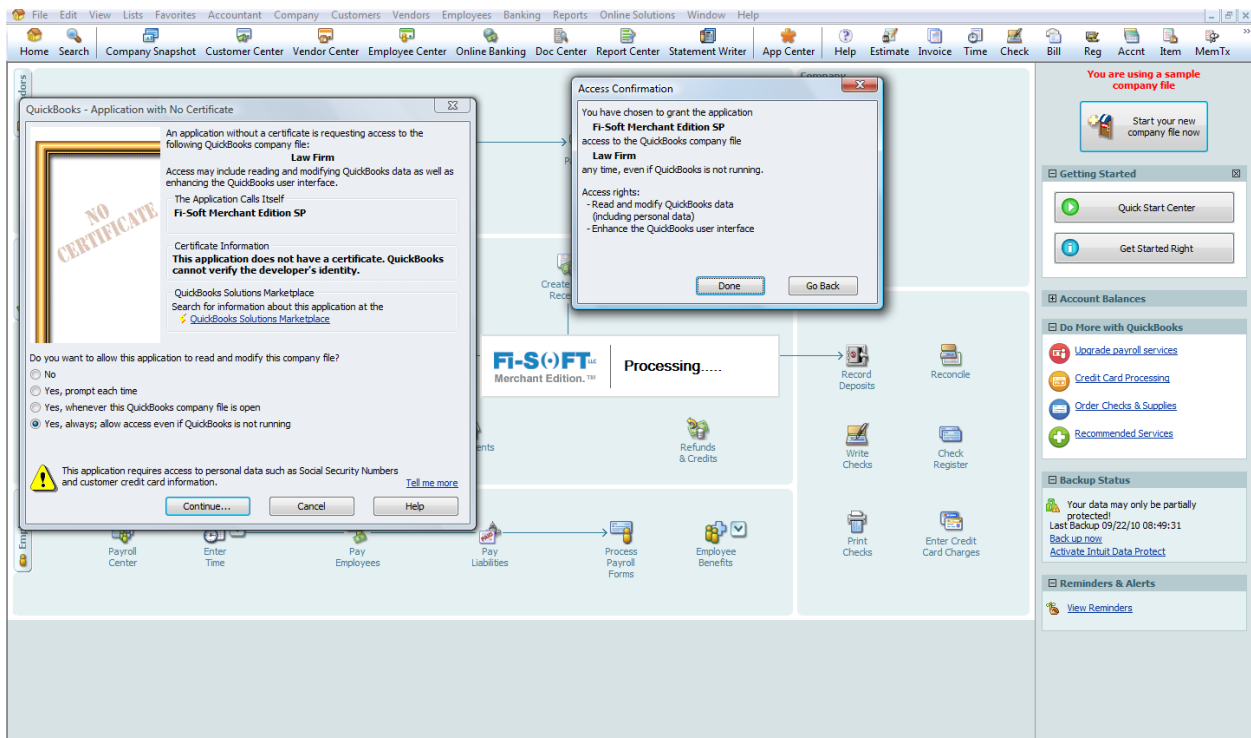 File Edit View Lists Favorites Accountant Company Customers Vendors Employees Banking Reports Online Solutions Window Help
Home Search Company Snapshot Customer Center Vendor Center Employee Center Online Banking Doc Center Report Center Statement Writer App Center Help Estimate Invoice Time Check Bill Reg Accnt Item MemTx
QuickBooks - Application with No Certificate
NO
CERTIFICATE
An application without a certificate is requesting access to the
following QuickBooks company file:
Law Firm
Access may include reading and modifying QuickBooks data as well as
enhancing the QuickBooks user interface.
The Application Calls Itself
Fi-Soft Merchant Edition SP
Certificate Information
This application does not have a certificate. QuickBooks
cannot verify the developer's identity.
QuickBooks Solutions Marketplace
Search for information about this application at the
QuickBooks Solutions Marketplace
Do you want to allow this application to read and modify this company file?
No
Yes, prompt each time
Yes, whenever this QuickBooks company file is open
Yes, always; allow access even if QuickBooks is not running
This application requires access to personal data such as Social Security Numbers
and customer credit card information.
Tell me more
Continue... Cancel Help
Access Confirmation
You have chosen to grant the application
Fi-Soft Merchant Edition SP
access to the QuickBooks company file
Law Firm
any time, even if QuickBooks is not running.
Access rights:
- Read and modify QuickBooks data
(including personal data)
- Enhance the QuickBooks user interface
Done Go Back
Company
Create
Rece
Fi-SOFT LLC
Merchant Edition.™
Processing.....
Record
Deposits
Reconcile
ents
Refunds
& Credits
Write
Checks
Check
Register
Payroll
Center
Enter
Time
Pay
Employees
Pay
Liabilities
Process
Payroll
Forms
Employee
Benefits
Print
Checks
Enter Credit
Card Charges
You are using a sample
company file
Start your new
company file now
Getting Started
Quick Start Center
Get Started Right
Account Balances
Do More with QuickBooks
Upgrade payroll services
Credit Card Processing
Order Checks & Supplies
Recommended Services
Backup Status
Your data may only be partially
protected!
Last Backup 09/22/10 08:49:31
Back up now
Activate Intuit Data Protect
Reminders & Alerts
View Reminders